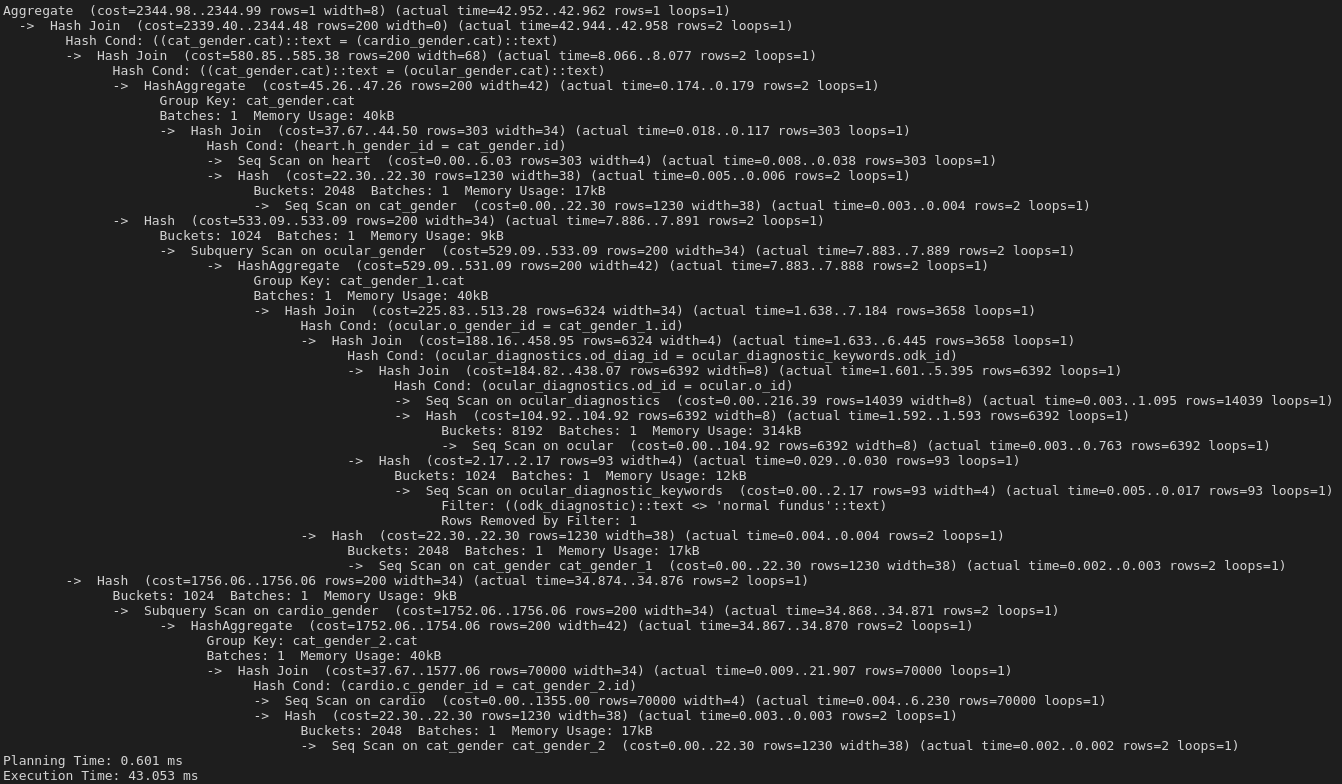 Aggregate  (cost=2344.98..2344.99 rows=1 width=8) (actual time=42.952..42.962 rows=1 loops=1)
  ->  Hash Join  (cost=2339.40..2344.48 rows=200 width=0) (actual time=42.944..42.958 rows=2 loops=1)
        Hash Cond: ((cat_gender.cat)::text = (cardio_gender.cat)::text)
        ->  Hash Join  (cost=580.85..585.38 rows=200 width=68) (actual time=8.066..8.077 rows=2 loops=1)
              Hash Cond: ((cat_gender.cat)::text = (ocular_gender.cat)::text)
              ->  HashAggregate  (cost=45.26..47.26 rows=200 width=42) (actual time=0.174..0.179 rows=2 loops=1)
                    Group Key: cat_gender.cat
                    Batches: 1  Memory Usage: 40kB
                    ->  Hash Join  (cost=37.67..44.50 rows=303 width=34) (actual time=0.018..0.117 rows=303 loops=1)
                          Hash Cond: (heart.h_gender_id = cat_gender.id)
                          ->  Seq Scan on heart  (cost=0.00..6.03 rows=303 width=4) (actual time=0.008..0.038 rows=303 loops=1)
                          ->  Hash  (cost=22.30..22.30 rows=1230 width=38) (actual time=0.005..0.006 rows=2 loops=1)
                                Buckets: 2048  Batches: 1  Memory Usage: 17kB
                                ->  Seq Scan on cat_gender  (cost=0.00..22.30 rows=1230 width=38) (actual time=0.003..0.004 rows=2 loops=1)
              ->  Hash  (cost=533.09..533.09 rows=200 width=34) (actual time=7.886..7.891 rows=2 loops=1)
                    Buckets: 1024  Batches: 1  Memory Usage: 9kB
                    ->  Subquery Scan on ocular_gender  (cost=529.09..533.09 rows=200 width=34) (actual time=7.883..7.889 rows=2 loops=1)
                          ->  HashAggregate  (cost=529.09..531.09 rows=200 width=42) (actual time=7.883..7.888 rows=2 loops=1)
                                Group Key: cat_gender_1.cat
                                Batches: 1  Memory Usage: 40kB
                                ->  Hash Join  (cost=225.83..513.28 rows=6324 width=34) (actual time=1.638..7.184 rows=3658 loops=1)
                                      Hash Cond: (ocular.o_gender_id = cat_gender_1.id)
                                      ->  Hash Join  (cost=188.16..458.95 rows=6324 width=4) (actual time=1.633..6.445 rows=3658 loops=1)
                                            Hash Cond: (ocular_diagnostics.od_diag_id = ocular_diagnostic_keywords.odk_id)
                                            ->  Hash Join  (cost=184.82..438.07 rows=6392 width=8) (actual time=1.601..5.395 rows=6392 loops=1)
                                                  Hash Cond: (ocular_diagnostics.od_id = ocular.o_id)
                                                  ->  Seq Scan on ocular_diagnostics  (cost=0.00..216.39 rows=14039 width=8) (actual time=0.003..1.095 rows=14039 loops=1)
                                                  ->  Hash  (cost=104.92..104.92 rows=6392 width=8) (actual time=1.592..1.593 rows=6392 loops=1)
                                                        Buckets: 8192  Batches: 1  Memory Usage: 314kB
                                                        ->  Seq Scan on ocular  (cost=0.00..104.92 rows=6392 width=8) (actual time=0.003..0.763 rows=6392 loops=1)
                                            ->  Hash  (cost=2.17..2.17 rows=93 width=4) (actual time=0.029..0.030 rows=93 loops=1)
                                                  Buckets: 1024  Batches: 1  Memory Usage: 12kB
                                                  ->  Seq Scan on ocular_diagnostic_keywords  (cost=0.00..2.17 rows=93 width=4) (actual time=0.005..0.017 rows=93 loops=1)
                                                        Filter: ((odk_diagnostic)::text <> 'normal fundus'::text)
                                                        Rows Removed by Filter: 1
                                      ->  Hash  (cost=22.30..22.30 rows=1230 width=38) (actual time=0.004..0.004 rows=2 loops=1)
                                            Buckets: 2048  Batches: 1  Memory Usage: 17kB
                                            ->  Seq Scan on cat_gender cat_gender_1  (cost=0.00..22.30 rows=1230 width=38) (actual time=0.002..0.003 rows=2 loops=1)
        ->  Hash  (cost=1756.06..1756.06 rows=200 width=34) (actual time=34.874..34.876 rows=2 loops=1)
              Buckets: 1024  Batches: 1  Memory Usage: 9kB
              ->  Subquery Scan on cardio_gender  (cost=1752.06..1756.06 rows=200 width=34) (actual time=34.868..34.871 rows=2 loops=1)
                    ->  HashAggregate  (cost=1752.06..1754.06 rows=200 width=42) (actual time=34.867..34.870 rows=2 loops=1)
                          Group Key: cat_gender_2.cat
                          Batches: 1  Memory Usage: 40kB
                          ->  Hash Join  (cost=37.67..1577.06 rows=70000 width=34) (actual time=0.009..21.907 rows=70000 loops=1)
                                Hash Cond: (cardio.c_gender_id = cat_gender_2.id)
                                ->  Seq Scan on cardio  (cost=0.00..1355.00 rows=70000 width=4) (actual time=0.004..6.230 rows=70000 loops=1)
                                ->  Hash  (cost=22.30..22.30 rows=1230 width=38) (actual time=0.003..0.003 rows=2 loops=1)
                                      Buckets: 2048  Batches: 1  Memory Usage: 17kB
                                      ->  Seq Scan on cat_gender cat_gender_2  (cost=0.00..22.30 rows=1230 width=38) (actual time=0.002..0.002 rows=2 loops=1)
Planning Time: 0.601 ms
Execution Time: 43.053 ms